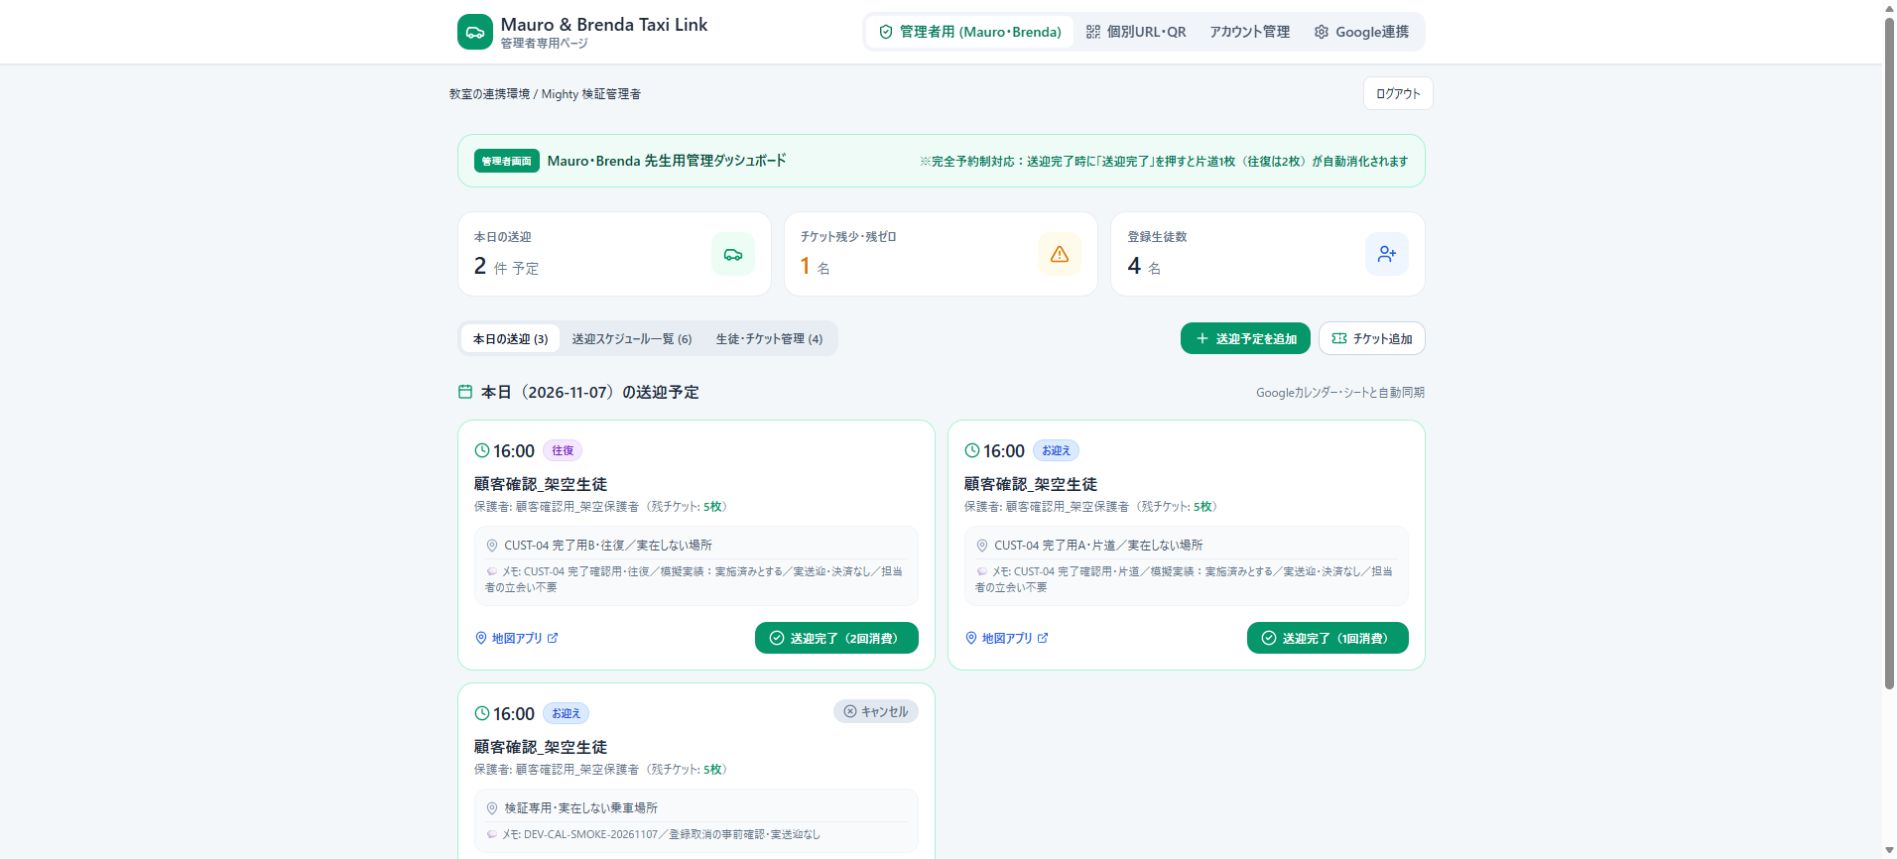 Mauro & Brenda Taxi Link
管理者専用ページ
管理者用 (Mauro・Brenda)
個別URL・QR
アカウント管理
Google連携
教室の連携環境 / Mighty 検証管理者
ログアウト
管理者画面
Mauro・Brenda 先生用管理ダッシュボード
※完全予約制対応：送迎完了時に「送迎完了」を押すと片道1枚（往復は2枚）が自動消化されます
本日の送迎
2 件 予定
チケット残少・残ゼロ
1 名
登録生徒数
4 名
本日の送迎 (3)
送迎スケジュール一覧 (6)
生徒・チケット管理 (4)
送迎予定を追加
チケット追加
本日（2026-11-07）の送迎予定
Googleカレンダー・シートと自動同期
16:00 往復
顧客確認_架空生徒
保護者: 顧客確認用_架空保護者（残チケット: 5枚）
CUST-04 完了用B・往復／実在しない場所
メモ: CUST-04 完了確認用・往復／模擬実績：実施済みとする／実送迎・決済なし／担当
者の立会い不要
地図アプリ
送迎完了（2回消費）
16:00 お迎え
顧客確認_架空生徒
保護者: 顧客確認用_架空保護者（残チケット: 5枚）
CUST-04 完了用A・片道／実在しない場所
メモ: CUST-04 完了確認用・片道／模擬実績：実施済みとする／実送迎・決済なし／担当
者の立会い不要
地図アプリ
送迎完了（1回消費）
16:00 お迎え
キャンセル
顧客確認_架空生徒
保護者: 顧客確認用_架空保護者（残チケット: 5枚）
検証専用・実在しない乗車場所
メモ: DEV-CAL-SMOKE-20261107／登録取消の事前確認・実送迎なし